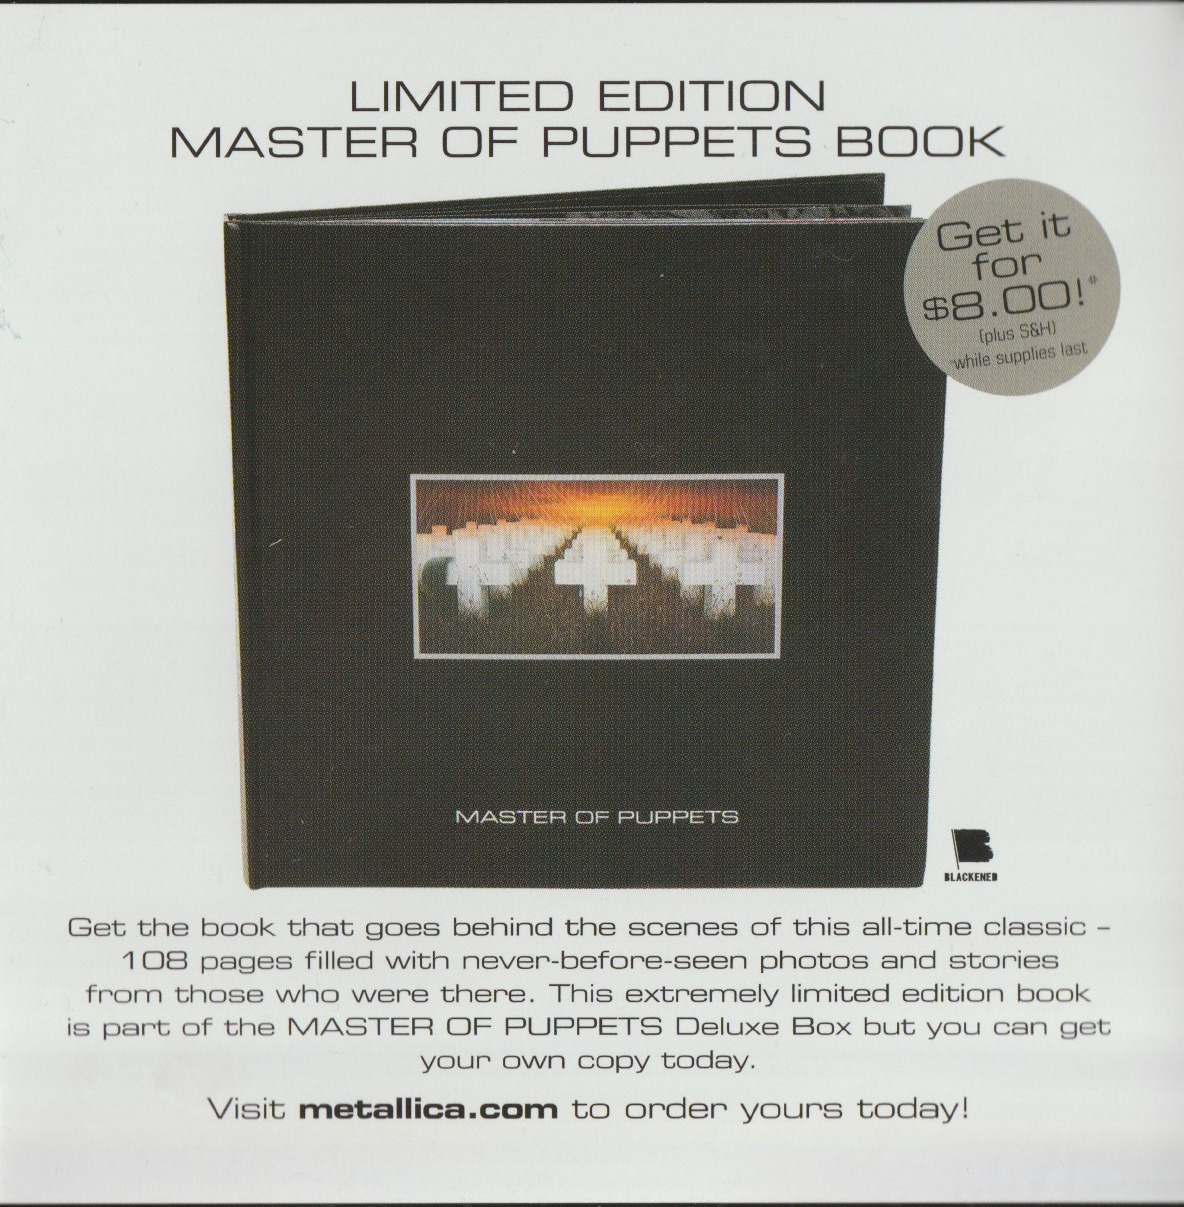 LIMITED EDITION
MASTER OF PUPPETS BOOK
Get it
for
$8.00!*
(plus S&H)
*while supplies last
MASTER OF PUPPETS
BLACKENED
Get the book that goes behind the scenes of this all-time classic –
108 pages filled with never-before-seen photos and stories
from those who were there. This extremely limited edition book
is part of the MASTER OF PUPPETS Deluxe Box but you can get
your own copy today.
Visit metallica.com to order yours today!